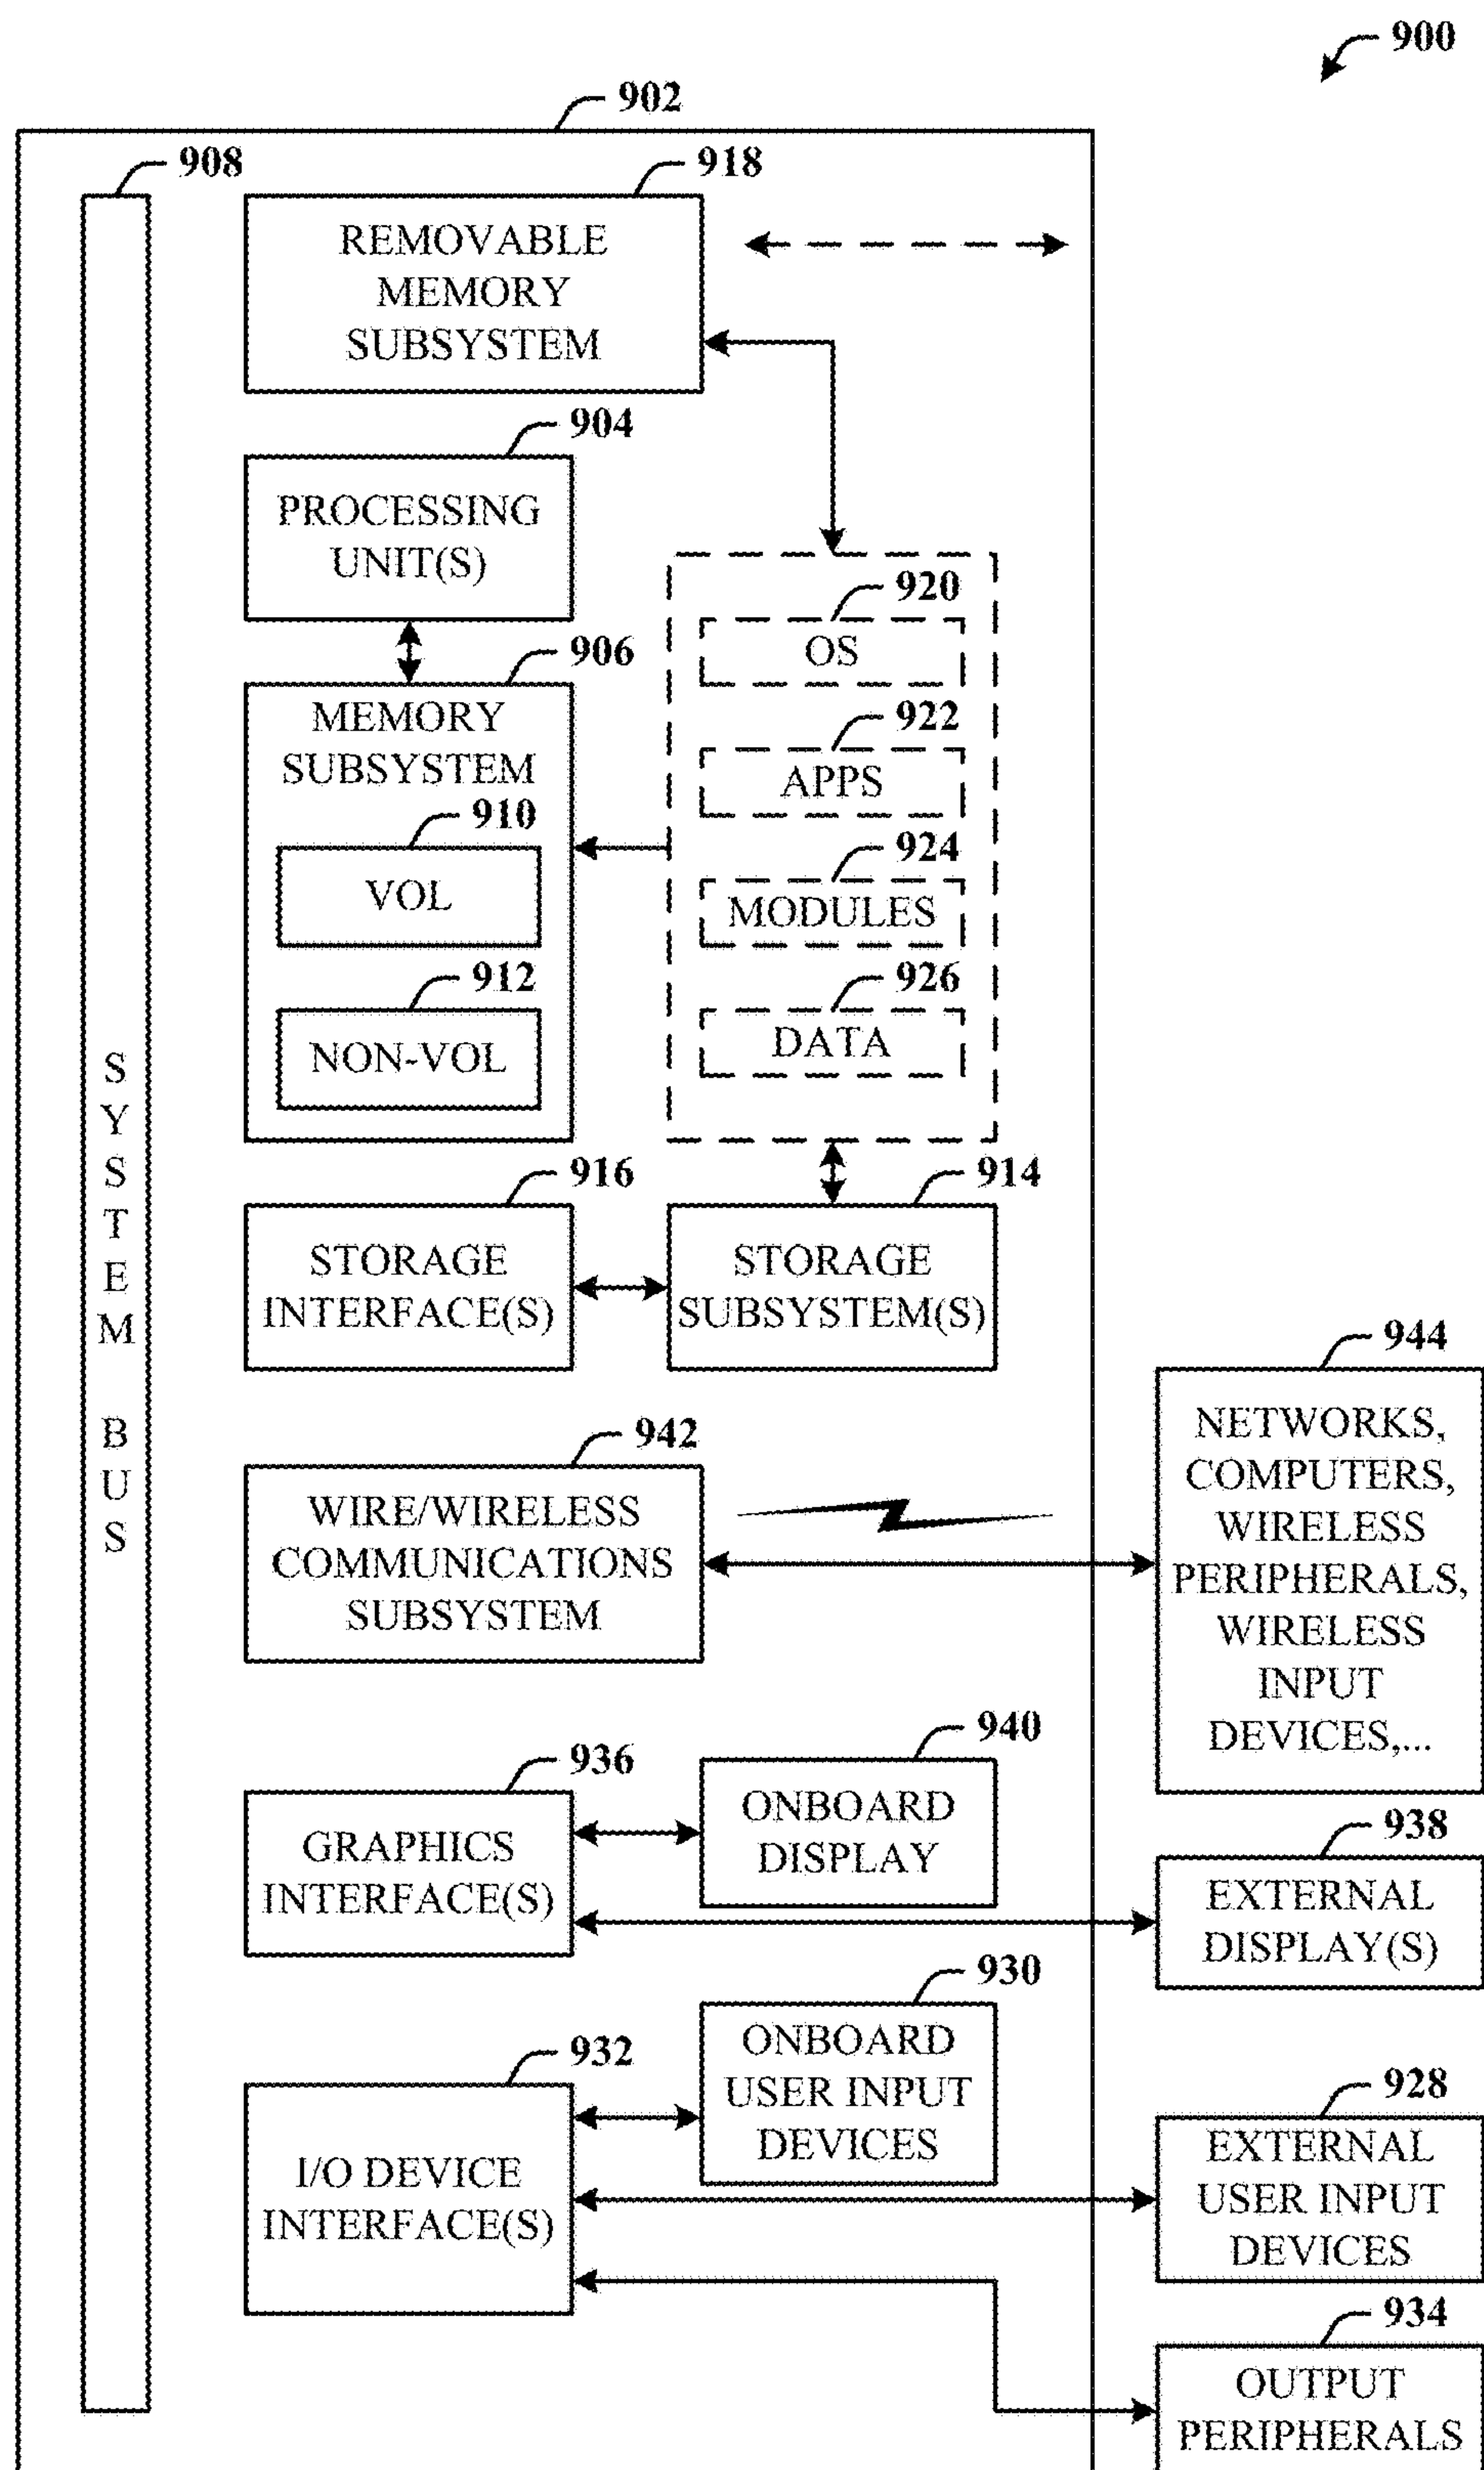 900
902
908
918
REMOVABLE
MEMORY
SUBSYSTEM
904
PROCESSING
UNIT(S)
906
MEMORY
SUBSYSTEM
910
VOL
912
NON-VOL
920
OS
922
APPS
924
MODULES
926
DATA
916
STORAGE
INTERFACE(S)
914
STORAGE
SUBSYSTEM(S)
SYSTEM BUS
942
WIRE/WIRELESS
COMMUNICATIONS
SUBSYSTEM
944
NETWORKS,
COMPUTERS,
WIRELESS
PERIPHERALS,
WIRELESS
INPUT
DEVICES,...
936
GRAPHICS
INTERFACE(S)
940
ONBOARD
DISPLAY
938
EXTERNAL
DISPLAY(S)
932
I/O DEVICE
INTERFACE(S)
930
ONBOARD
USER INPUT
DEVICES
928
EXTERNAL
USER INPUT
DEVICES
934
OUTPUT
PERIPHERALS